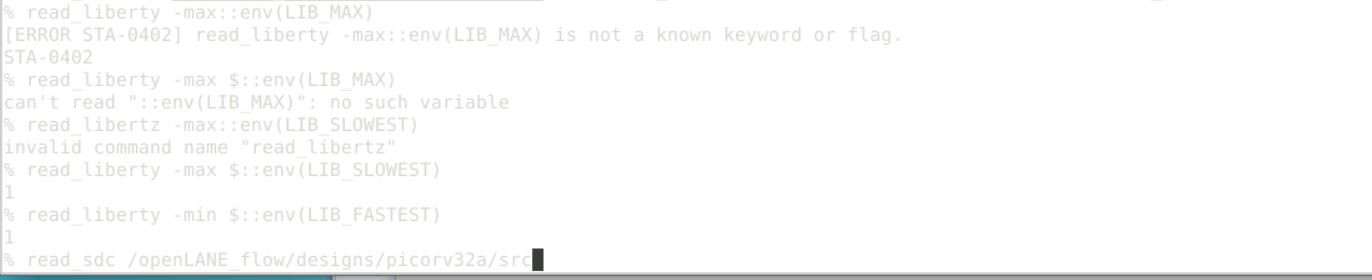 % read_liberty -max::env(LIB_MAX)
[ERROR STA-0402] read_liberty -max::env(LIB_MAX) is not a known keyword or flag.
STA-0402
% read_liberty -max $::env(LIB_MAX)
can't read "::env(LIB_MAX)": no such variable
% read_libertz -max::env(LIB_SLOWEST)
invalid command name "read_libertz"
% read_liberty -max $::env(LIB_SLOWEST)
1
% read_liberty -min $::env(LIB_FASTEST)
1
% read_sdc /openLANE_flow/designs/picorv32a/src